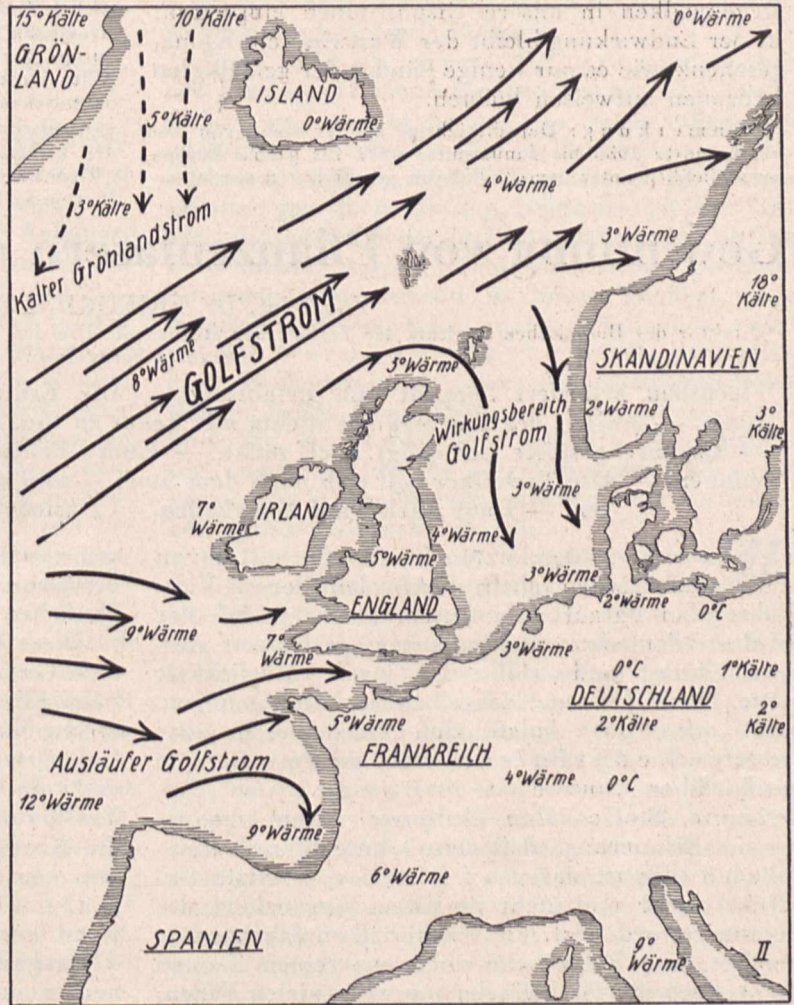 15° Kälte
10° Kälte
0° Wärme
GRÖN-
LAND
5° Kälte
ISLAND
0° Wärme
3° Kälte
4° Wärme
Kalter Grönlandstrom
3° Wärme
18°
Kälte
8° Wärme
GOLFSTROM
3° Wärme
SKANDINAVIEN
2° Wärme
Wirkungsbereich
Golfstrom
3°
Kälte
3° Wärme
7°
Wärme
IRLAND
4° Wärme
5° Wärme
3° Wärme
ENGLAND
2° Wärme
0°C
9° Wärme
7°
Wärme
3° Wärme
0°C
1° Kälte
DEUTSCHLAND
5° Wärme
2° Kälte
2°
Kälte
Ausläufer Golfstrom
FRANKREICH
4° Wärme
0°C
12° Wärme
9° Wärme
6° Wärme
SPANIEN
9°
Wärme
II